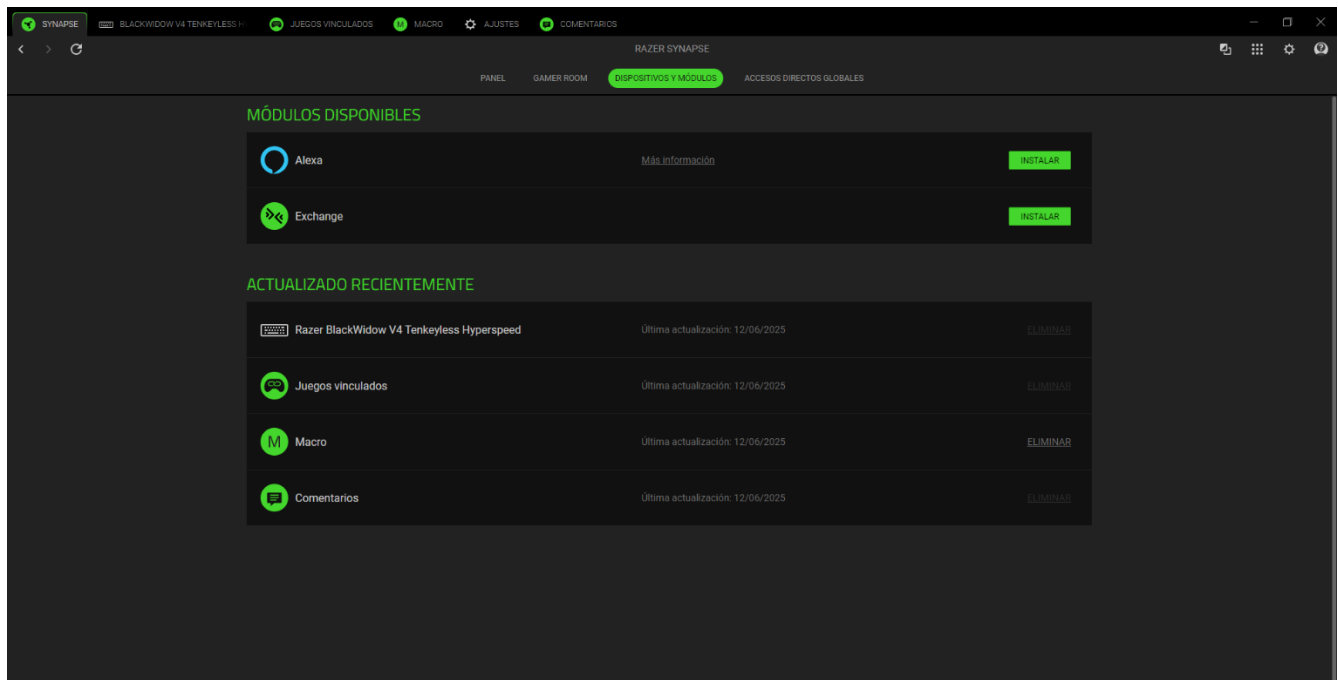 SYNAPSE BLACKWIDOW V4 TENKEYLESS H JUEGOS VINCULADOS M MACRO AJUSTES COMENTARIOS
RAZER SYNAPSE
PANEL GAMER ROOM DISPOSITIVOS Y MÓDULOS ACCESOS DIRECTOS GLOBALES
MÓDULOS DISPONIBLES
Alexa Más información INSTALAR
Exchange INSTALAR
ACTUALIZADO RECIENTEMENTE
Razer BlackWidow V4 Tenkeyless Hyperspeed Última actualización: 12/06/2025 ELIMINAR
Juegos vinculados Última actualización: 12/06/2025 ELIMINAR
M Macro Última actualización: 12/06/2025 ELIMINAR
Comentarios Última actualización: 12/06/2025 ELIMINAR